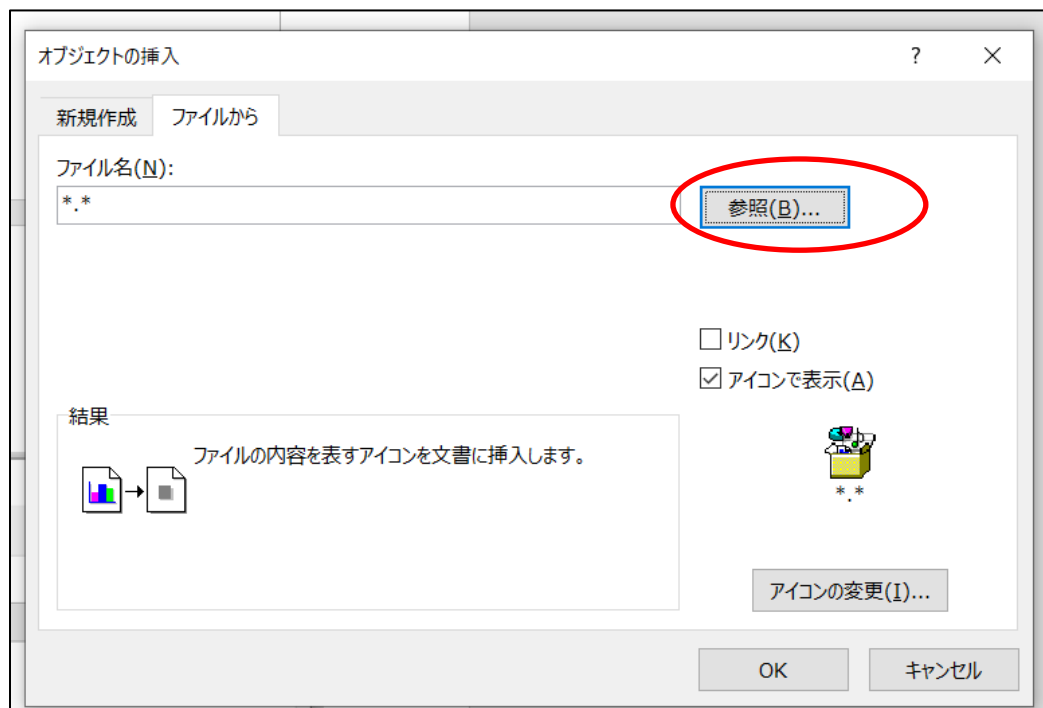 オブジェクトの挿入
?
新規作成
ファイルから
ファイル名(N):
*.*
参照(B)...
リンク(K)
アイコンで表示(A)
結果
ファイルの内容を表すアイコンを文書に挿入します。
*.*
アイコンの変更(I)...
OK
キャンセル